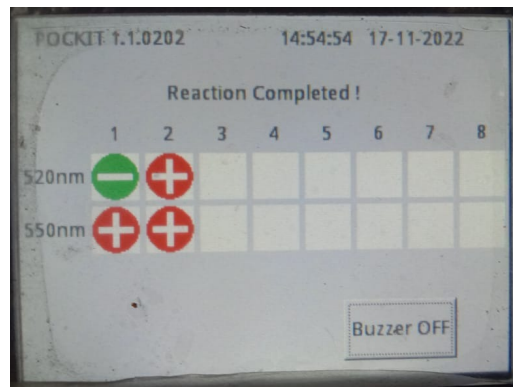 POCKIT 1.1.0202 14:54:54 17-11-2022
Reaction Completed !
1 2 3 4 5 6 7 8
520nm
550nm
Buzzer OFF